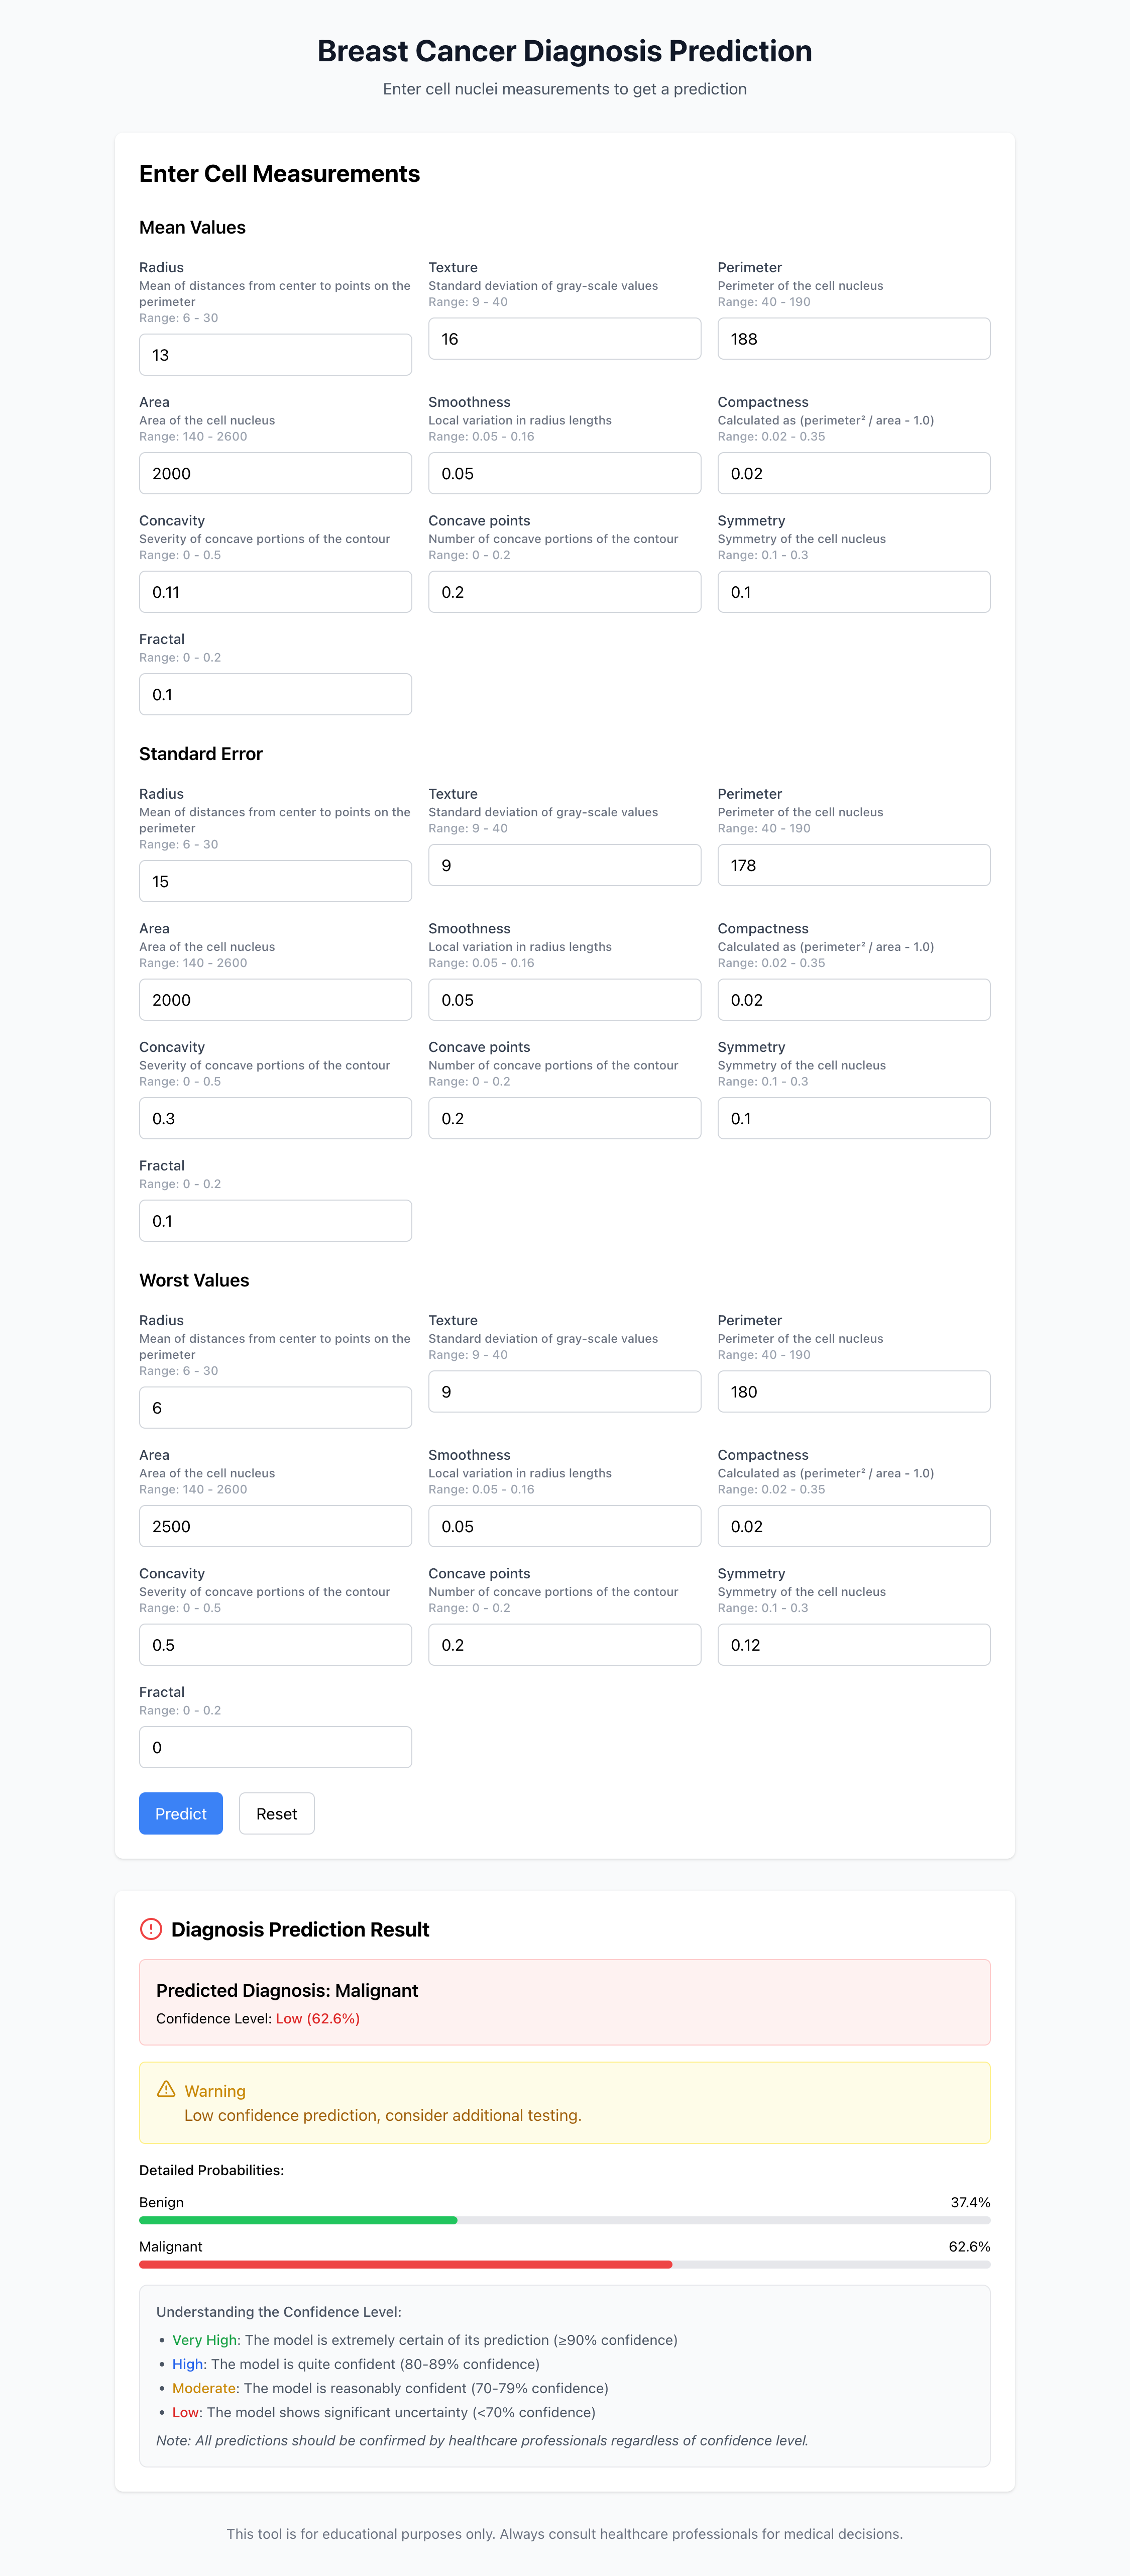 Breast Cancer Diagnosis Prediction
Enter cell nuclei measurements to get a prediction
Enter Cell Measurements
Mean Values
Radius
Mean of distances from center to points on the
perimeter
Range: 6 - 30
13
Texture
Standard deviation of gray-scale values
Range: 9 - 40
16
Perimeter
Perimeter of the cell nucleus
Range: 40 - 190
188
Area
Area of the cell nucleus
Range: 140 - 2600
2000
Smoothness
Local variation in radius lengths
Range: 0.05 - 0.16
0.05
Compactness
Calculated as (perimeter² / area - 1.0)
Range: 0.02 - 0.35
0.02
Concavity
Severity of concave portions of the contour
Range: 0 - 0.5
0.11
Concave points
Number of concave portions of the contour
Range: 0 - 0.2
0.2
Symmetry
Symmetry of the cell nucleus
Range: 0.1 - 0.3
0.1
Fractal
Range: 0 - 0.2
0.1
Standard Error
Radius
Mean of distances from center to points on the
perimeter
Range: 6 - 30
15
Texture
Standard deviation of gray-scale values
Range: 9 - 40
9
Perimeter
Perimeter of the cell nucleus
Range: 40 - 190
178
Area
Area of the cell nucleus
Range: 140 - 2600
2000
Smoothness
Local variation in radius lengths
Range: 0.05 - 0.16
0.05
Compactness
Calculated as (perimeter² / area - 1.0)
Range: 0.02 - 0.35
0.02
Concavity
Severity of concave portions of the contour
Range: 0 - 0.5
0.3
Concave points
Number of concave portions of the contour
Range: 0 - 0.2
0.2
Symmetry
Symmetry of the cell nucleus
Range: 0.1 - 0.3
0.1
Fractal
Range: 0 - 0.2
0.1
Worst Values
Radius
Mean of distances from center to points on the
perimeter
Range: 6 - 30
6
Texture
Standard deviation of gray-scale values
Range: 9 - 40
9
Perimeter
Perimeter of the cell nucleus
Range: 40 - 190
180
Area
Area of the cell nucleus
Range: 140 - 2600
2500
Smoothness
Local variation in radius lengths
Range: 0.05 - 0.16
0.05
Compactness
Calculated as (perimeter² / area - 1.0)
Range: 0.02 - 0.35
0.02
Concavity
Severity of concave portions of the contour
Range: 0 - 0.5
0.5
Concave points
Number of concave portions of the contour
Range: 0 - 0.2
0.2
Symmetry
Symmetry of the cell nucleus
Range: 0.1 - 0.3
0.12
Fractal
Range: 0 - 0.2
0
Predict Reset
Diagnosis Prediction Result
Predicted Diagnosis: Malignant
Confidence Level: Low (62.6%)
Warning
Low confidence prediction, consider additional testing.
Detailed Probabilities:
Benign 37.4%
Malignant 62.6%
Understanding the Confidence Level:
• Very High: The model is extremely certain of its prediction (≥90% confidence)
• High: The model is quite confident (80-89% confidence)
• Moderate: The model is reasonably confident (70-79% confidence)
• Low: The model shows significant uncertainty (<70% confidence)
Note: All predictions should be confirmed by healthcare professionals regardless of confidence level.
This tool is for educational purposes only. Always consult healthcare professionals for medical decisions.